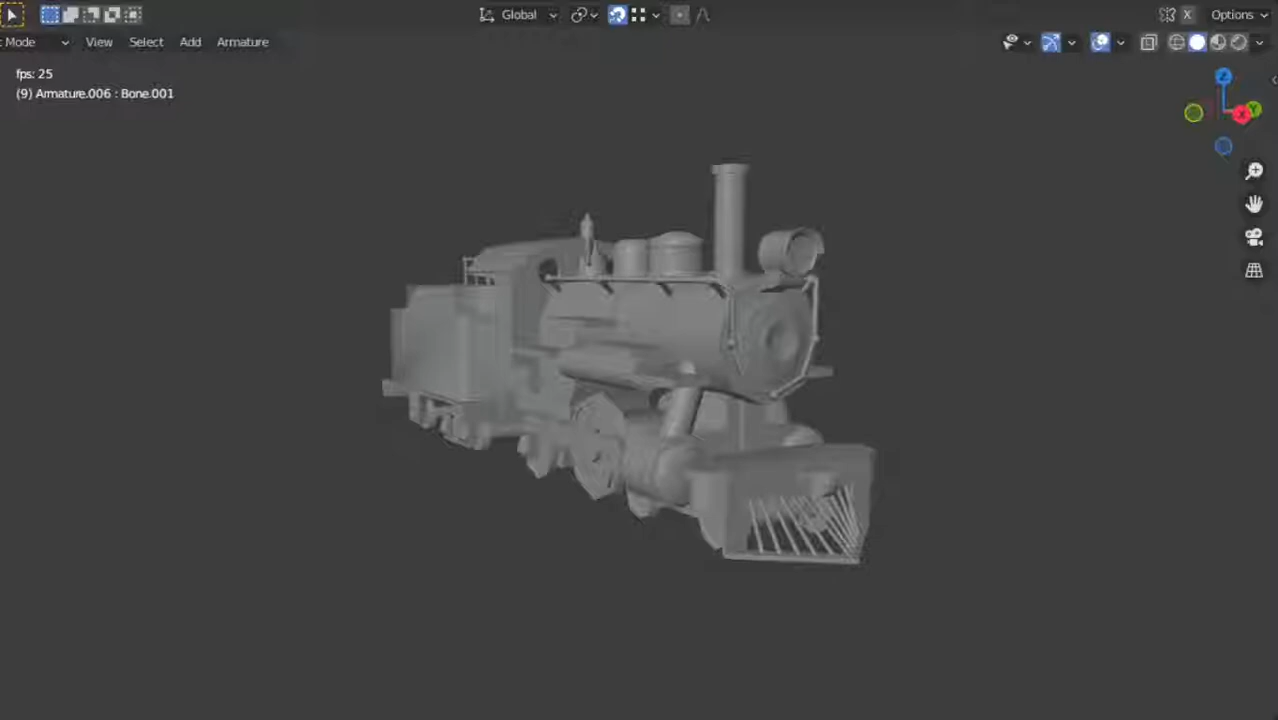 Global
X
Options
Mode View Select Add Armature
fps: 25
(9) Armature.006 : Bone.001
Z
Y
X